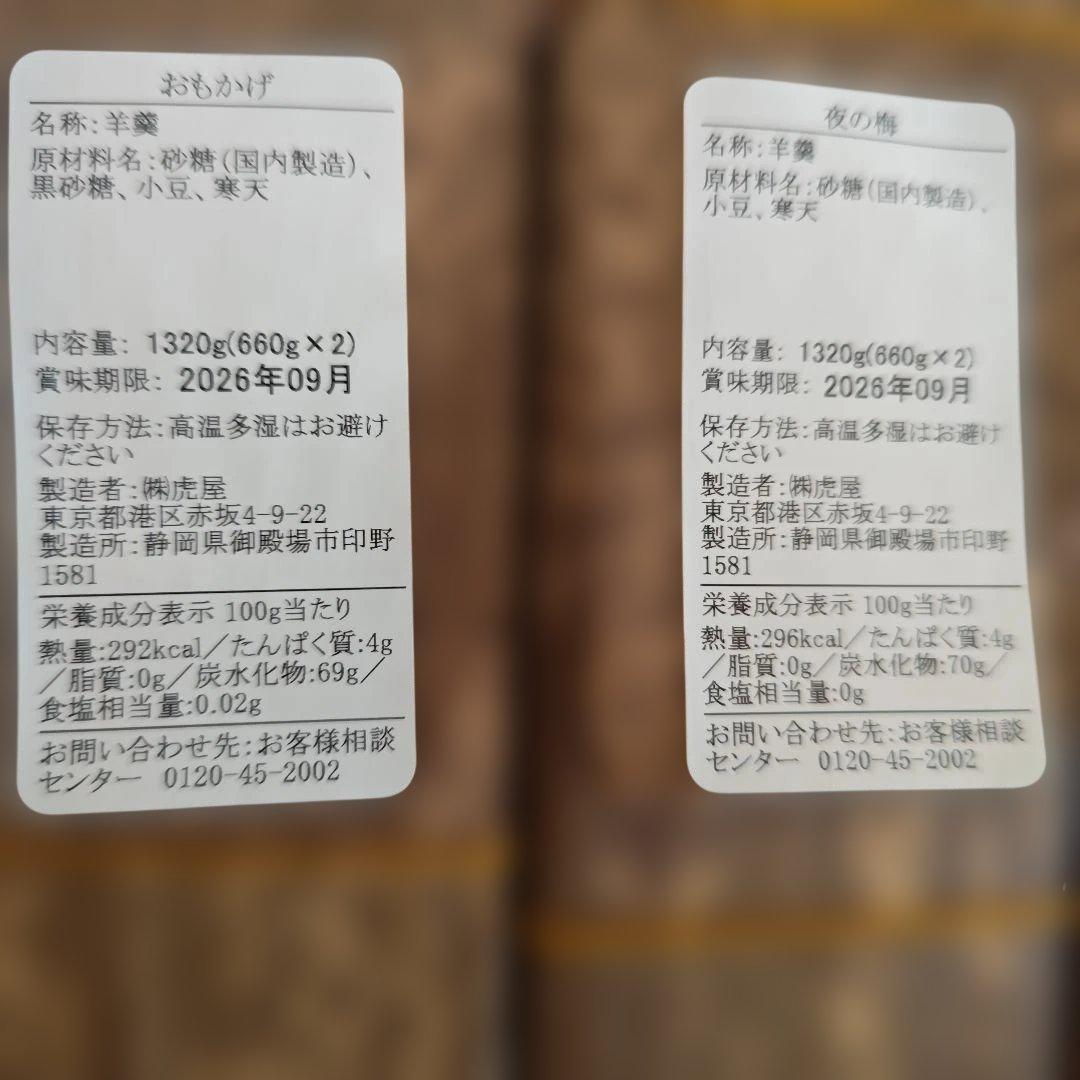 おもかげ
名称:羊羹
原材料名:砂糖(国内製造)、
黒砂糖、小豆、寒天
内容量: 1320g(660g×2)
賞味期限: 2026年09月
保存方法:高温多湿はお避け
ください
製造者:㈱虎屋
東京都港区赤坂4-9-22
製造所:静岡県御殿場市印野
1581
栄養成分表示 100g当たり
熱量:292kcal/たんぱく質:4g
/脂質:0g/炭水化物:69g/
食塩相当量:0.02g
お問い合わせ先:お客様相談
センター 0120-45-2002
夜の梅
名称:羊羹
原材料名:砂糖(国内製造)、
小豆、寒天
内容量: 1320g(660g×2)
賞味期限: 2026年09月
保存方法:高温多湿はお避け
ください
製造者:㈱虎屋
東京都港区赤坂4-9-22
製造所:静岡県御殿場市印野
1581
栄養成分表示 100g当たり
熱量:296kcal/たんぱく質:4g
/脂質:0g/炭水化物:70g/
食塩相当量:0g
お問い合わせ先:お客様相談
センター 0120-45-2002